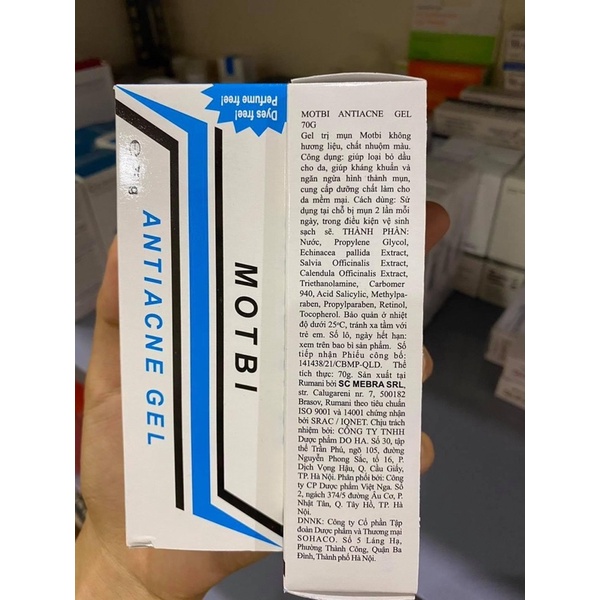 Dyes free!
Perfume free!
℮ 70 g
ANTIACNE GEL
MOTBI
MOTBI ANTIACNE GEL
70G
Gel trị mụn Motbi không
hương liệu, chất nhuộm màu.
Công dụng: giúp loại bỏ dầu
cho da, giúp kháng khuẩn và
ngăn ngừa hình thành mụn,
cung cấp dưỡng chất làm cho
da mềm mại. Cách dùng: Sử
dụng tại chỗ bị mụn 2 lần mỗi
ngày, trong điều kiện vệ sinh
sạch sẽ. THÀNH PHẦN:
Nước, Propylene Glycol,
Echinacea pallida Extract,
Salvia Officinalis Extract,
Calendula Officinalis Extract,
Triethanolamine, Carbomer
940, Acid Salicylic, Methylpa-
raben, Propylparaben, Retinol,
Tocopherol. Bảo quản ở nhiệt
độ dưới 25ºC, tránh xa tầm với
trẻ em. Số lô, ngày hết hạn:
xem trên bao bì sản phẩm. Số
tiếp nhận Phiếu công bố:
141438/21/CBMP-QLD. Thể
tích thực: 70g. Sản xuất tại
Rumani bởi SC MEBRA SRL,
str. Calugareni nr. 7, 500182
Brasov, Rumani theo tiêu chuẩn
ISO 9001 và 14001 chứng nhận
bởi SRAC / IQNET. Chịu trách
nhiệm bởi: CÔNG TY TNHH
Dược phẩm DO HA. Số 30, tập
thể Trần Phú, ngõ 105, đường
Nguyễn Phong Sắc, tổ 16, P.
Dịch Vọng Hậu, Q. Cầu Giấy,
TP. Hà Nội. Phân phối bởi: Công
ty CP Dược phẩm Việt Nga. Số
2, ngách 374/5 đường Âu Cơ, P.
Nhật Tân, Q. Tây Hồ, TP. Hà
Nội.
DNNK: Công ty Cổ phần Tập
đoàn Dược phẩm và Thương mại
SOHACO. Số 5 Láng Hạ,
Phường Thành Công, Quận Ba
Đình, Thành phố Hà Nội.